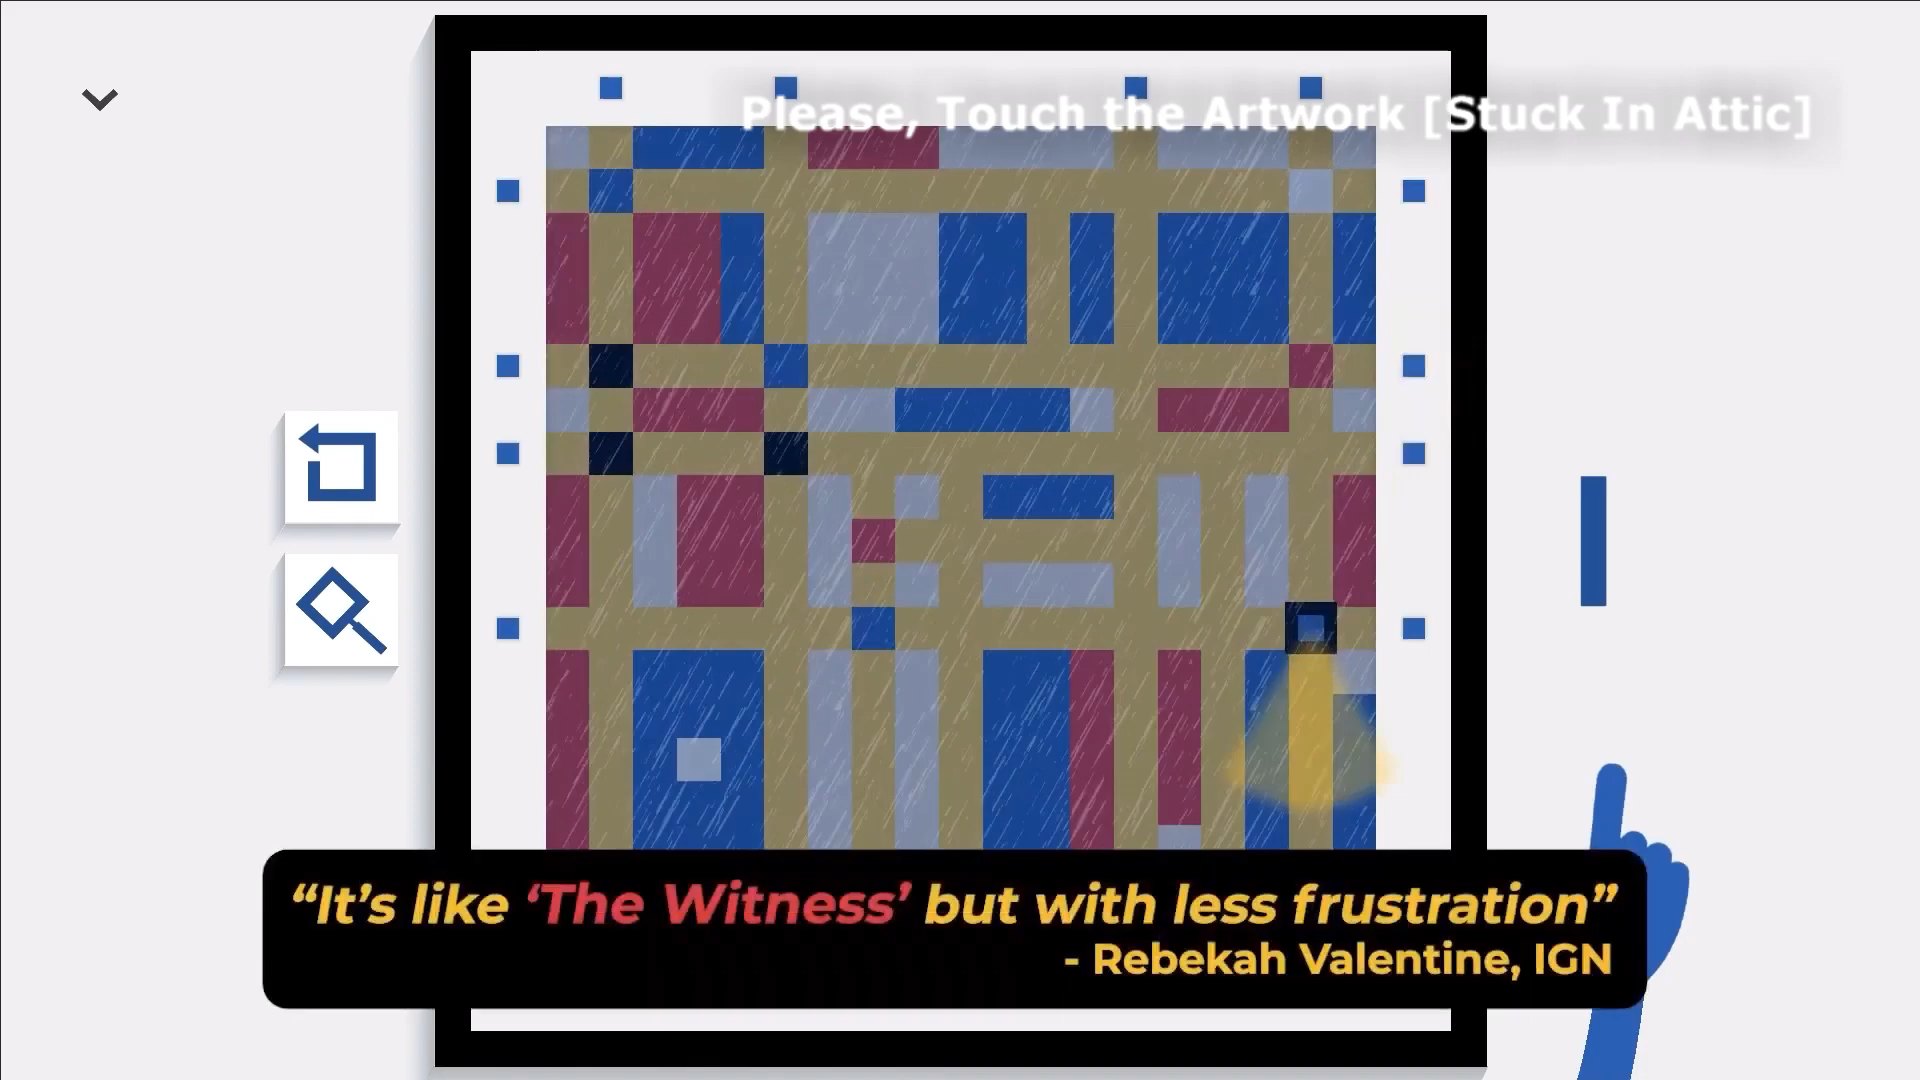 Please, Touch the Artwork [Stuck In Attic]
“It’s like ‘The Witness’ but with less frustration”
- Rebekah Valentine, IGN